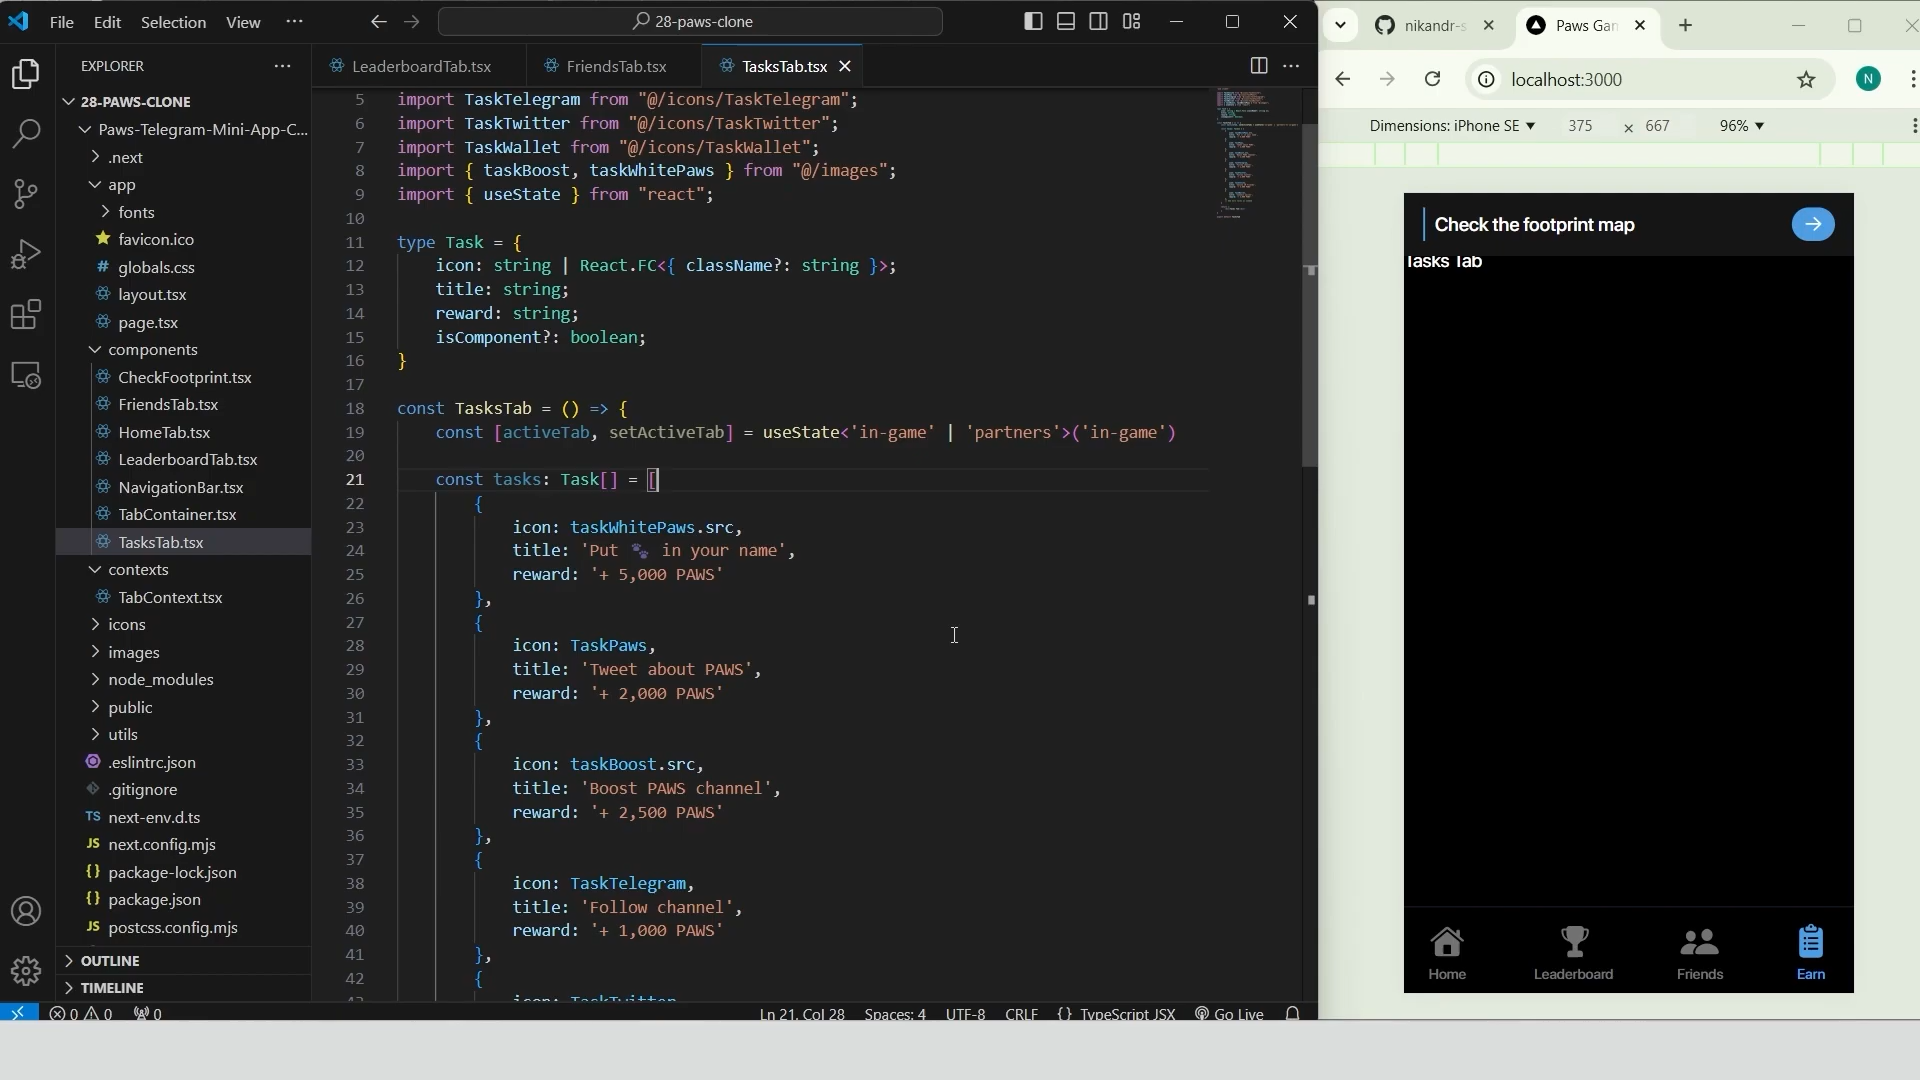 File Edit Selection View ···
28-paws-clone
EXPLORER
28-PAWS-CLONE
Paws-Telegram-Mini-App-C...
.next
app
fonts
favicon.ico
globals.css
layout.tsx
page.tsx
components
CheckFootprint.tsx
FriendsTab.tsx
HomeTab.tsx
LeaderboardTab.tsx
NavigationBar.tsx
TabContainer.tsx
TasksTab.tsx
contexts
TabContext.tsx
icons
images
node_modules
public
utils
.eslintrc.json
.gitignore
TS next-env.d.ts
JS next.config.mjs
{} package-lock.json
{} package.json
JS postcss.config.mjs
OUTLINE
TIMELINE
LeaderboardTab.tsx FriendsTab.tsx TasksTab.tsx
5 import TaskTelegram from "@/icons/TaskTelegram";
6 import TaskTwitter from "@/icons/TaskTwitter";
7 import TaskWallet from "@/icons/TaskWallet";
8 import { taskBoost, taskWhitePaws } from "@/images";
9 import { useState } from "react";
10
11 type Task = {
12 icon: string | React.FC<{ className?: string }>;
13 title: string;
14 reward: string;
15 isComponent?: boolean;
16 }
17
18 const TasksTab = () => {
19 const [activeTab, setActiveTab] = useState<'in-game' | 'partners'>('in-game')
20
21 const tasks: Task[] = [
22 {
23 icon: taskWhitePaws.src,
24 title: 'Put 🐾 in your name',
25 reward: '+ 5,000 PAWS'
26 },
27 {
28 icon: TaskPaws,
29 title: 'Tweet about PAWS',
30 reward: '+ 2,000 PAWS'
31 },
32 {
33 icon: taskBoost.src,
34 title: 'Boost PAWS channel',
35 reward: '+ 2,500 PAWS'
36 },
37 {
38 icon: TaskTelegram,
39 title: 'Follow channel',
40 reward: '+ 1,000 PAWS'
41 },
42 {
43 icon: TaskTwitter
0 0 0
Ln 21, Col 28 Spaces: 4 UTF-8 CRLF {} TypeScript JSX Go Live
nikandr-s Paws Gam
localhost:3000
N
Dimensions: iPhone SE 375 × 667 96%
Check the footprint map
Tasks Tab
Home Leaderboard Friends Earn